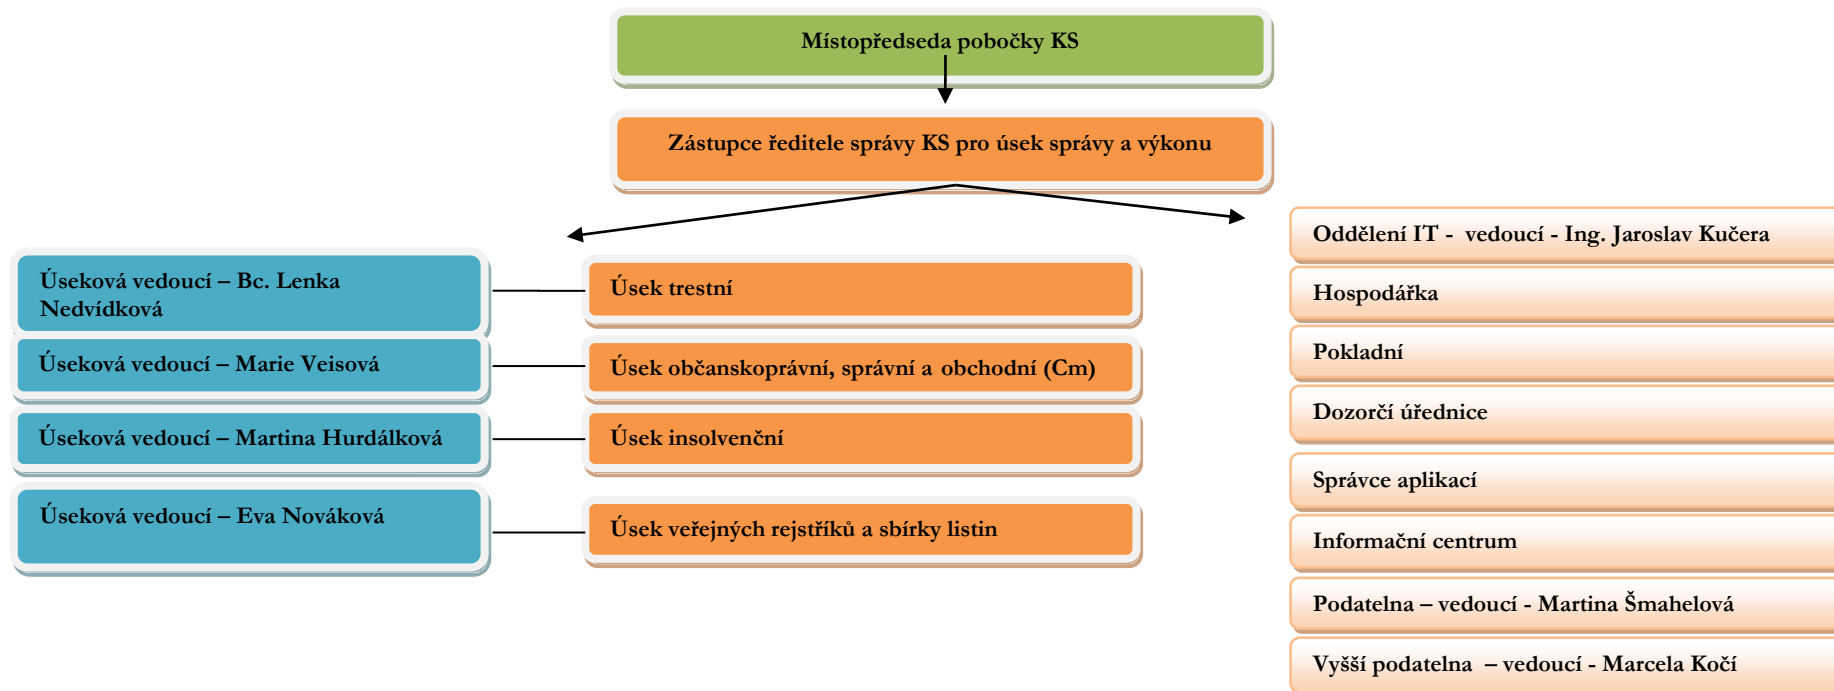 Místopředseda pobočky KS
Zástupce ředitele správy KS pro úsek správy a výkonu
Úseková vedoucí – Bc. Lenka
Nedvídková
Úsek trestní
Úseková vedoucí – Marie Veisová
Úsek občanskoprávní, správní a obchodní (Cm)
Úseková vedoucí – Martina Hurdálková
Úsek insolvenční
Úseková vedoucí – Eva Nováková
Úsek veřejných rejstříků a sbírky listin
Oddělení IT - vedoucí - Ing. Jaroslav Kučera
Hospodářka
Pokladní
Dozorčí úřednice
Správce aplikací
Informační centrum
Podatelna – vedoucí - Martina Šmahelová
Vyšší podatelna – vedoucí - Marcela Kočí